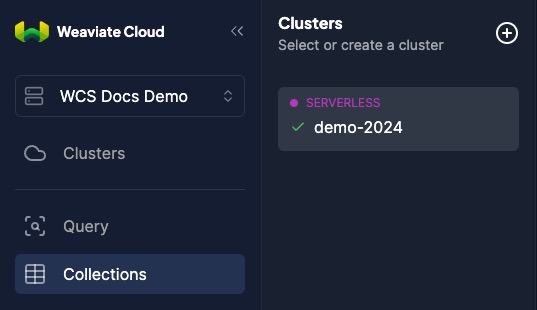 Weaviate Cloud
WCS Docs Demo
Clusters
Query
Collections
Clusters
Select or create a cluster
SERVERLESS
demo-2024